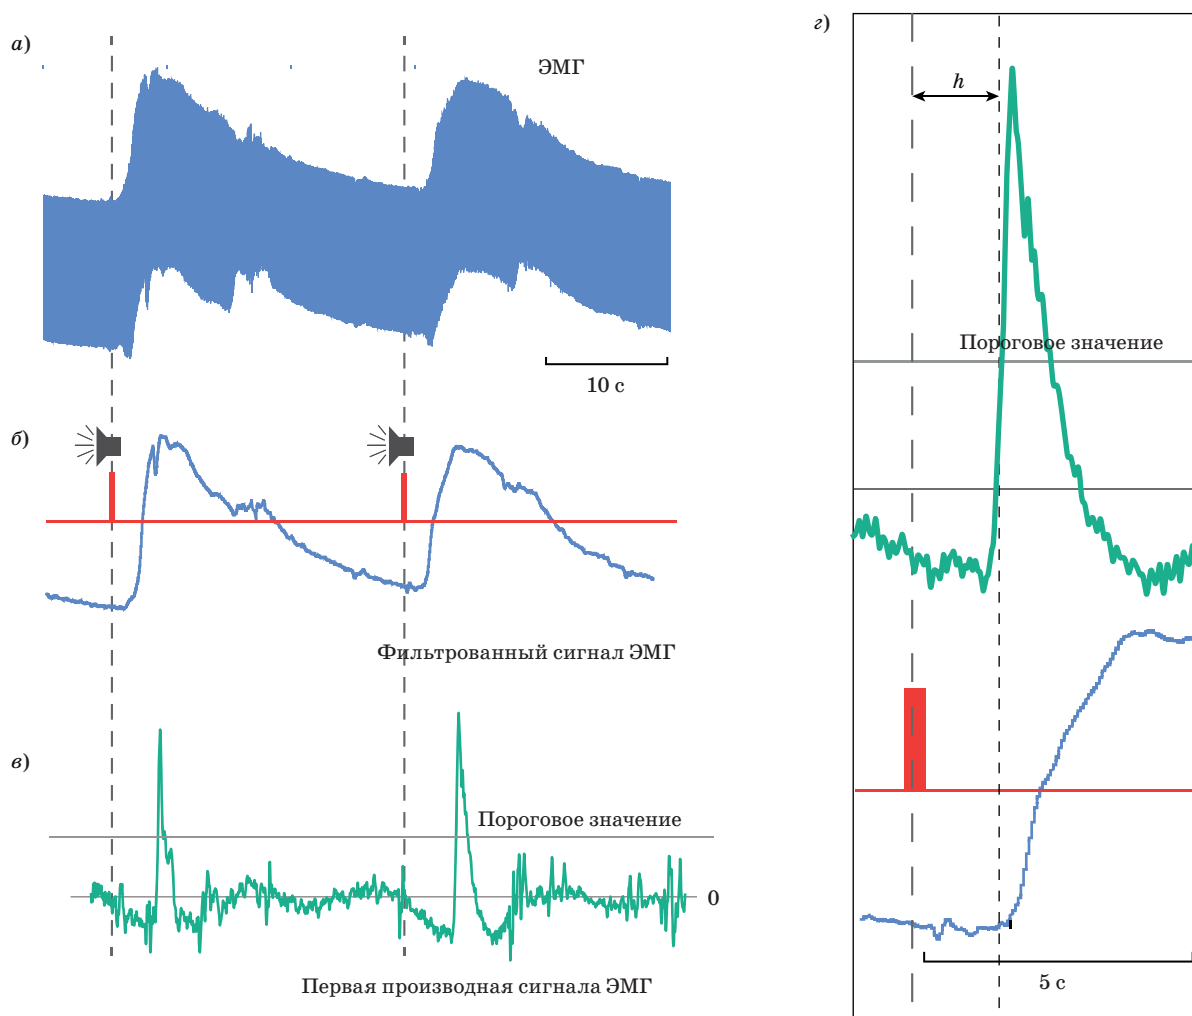 а)
ЭМГ
10 с
б)
Фильтрованный сигнал ЭМГ
в)
Пороговое значение
0
Первая производная сигнала ЭМГ
г)
h
Пороговое значение
5 с